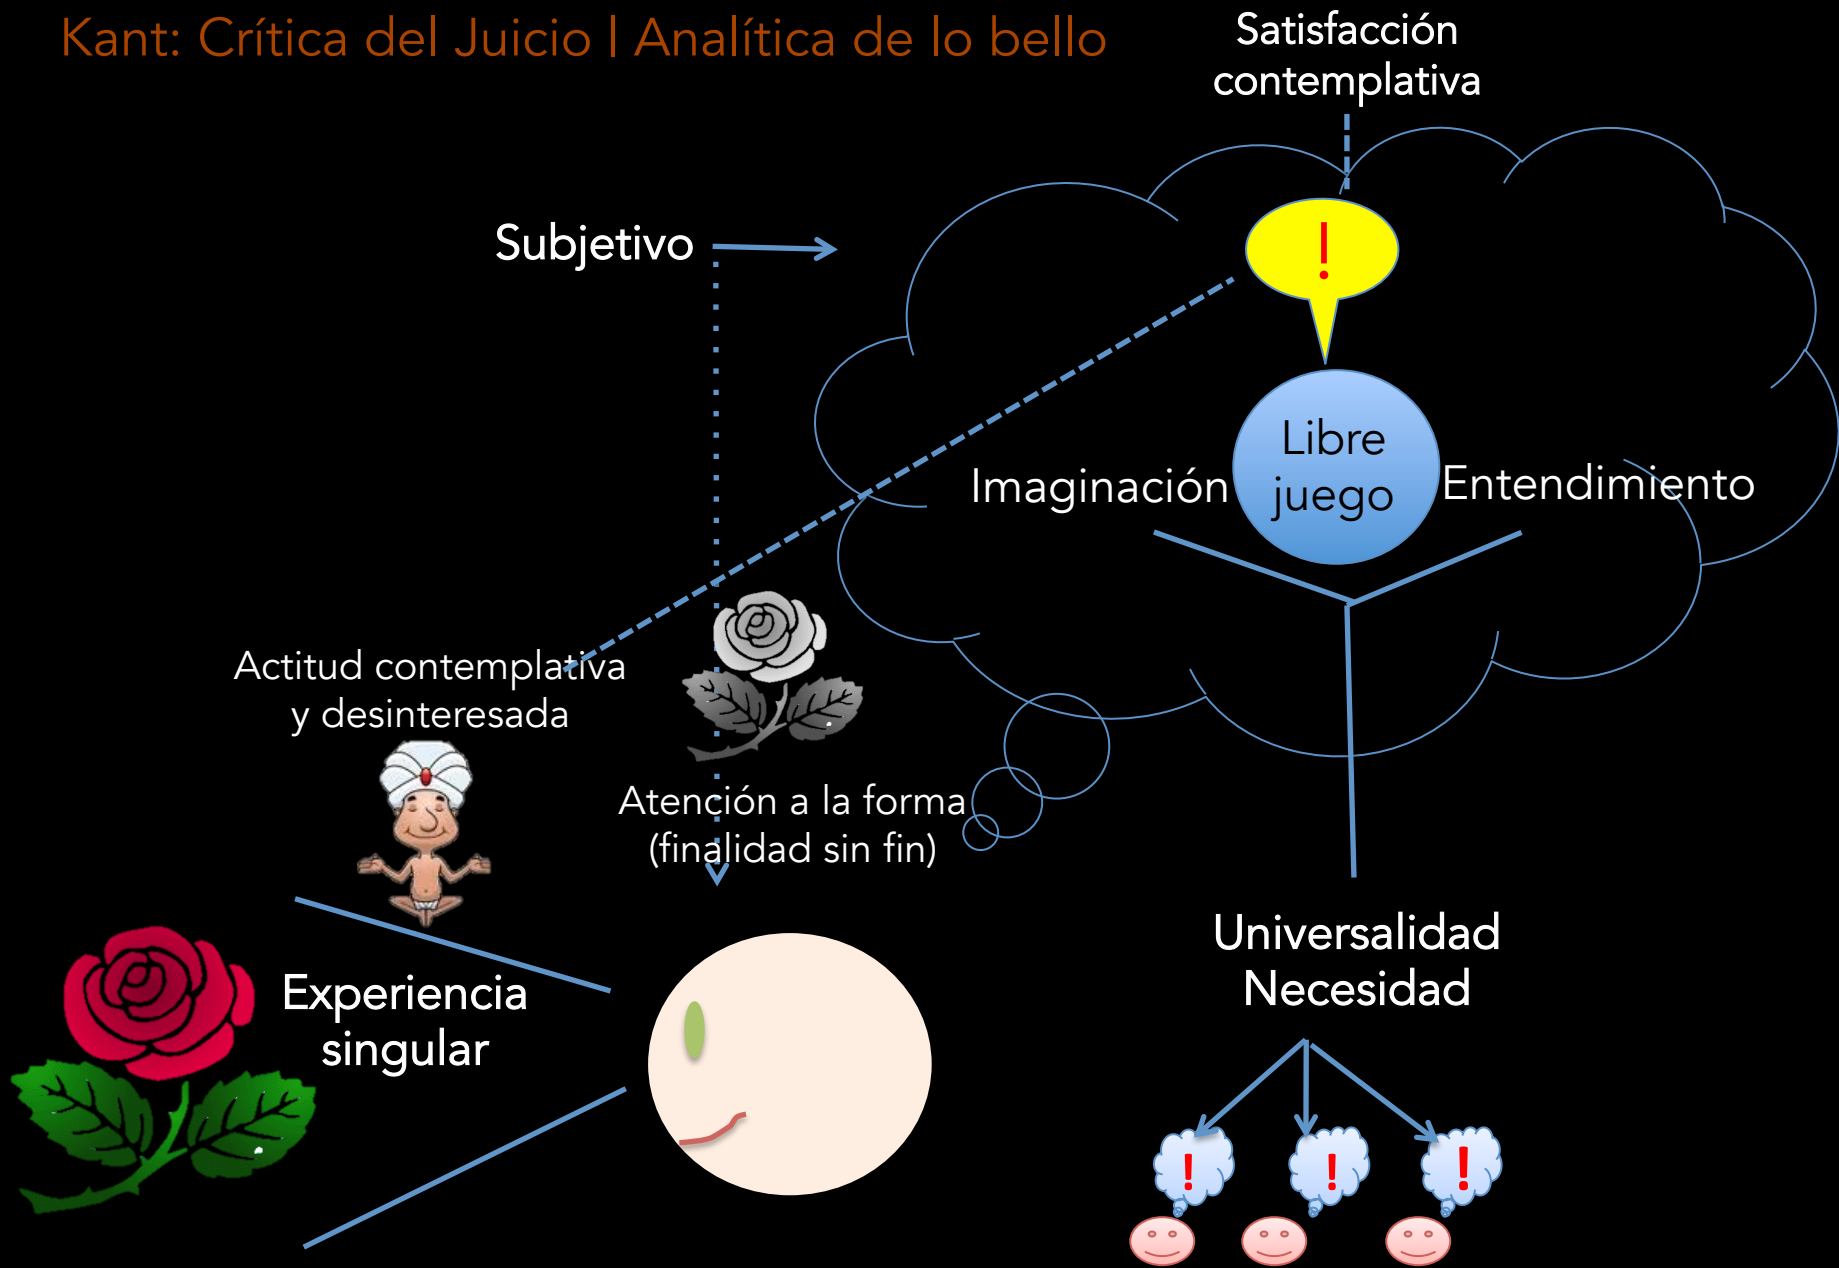 Kant: Crítica del Juicio | Analítica de lo bello
Satisfacción
contemplativa
Subjetivo
!
Libre
juego
Imaginación
Entendimiento
Actitud contemplativa
y desinteresada
Atención a la forma
(finalidad sin fin)
Experiencia
singular
Universalidad
Necesidad
! ! !